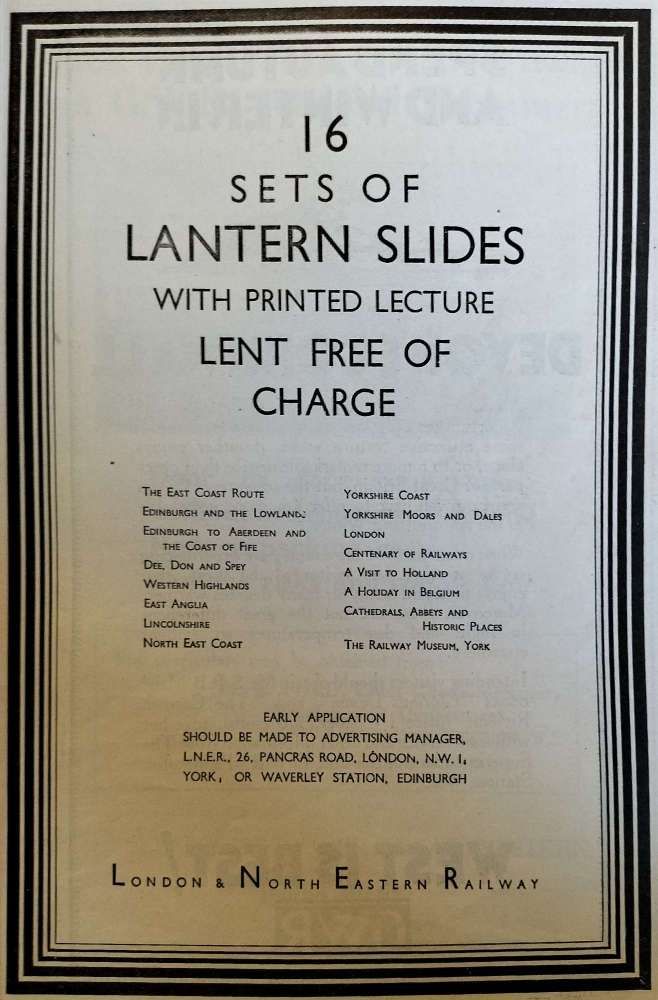 16
SETS OF
LANTERN SLIDES
WITH PRINTED LECTURE
LENT FREE OF
CHARGE
THE EAST COAST ROUTE
EDINBURGH AND THE LOWLANDS
EDINBURGH TO ABERDEEN AND
THE COAST OF FIFE
DEE, DON AND SPEY
WESTERN HIGHLANDS
EAST ANGLIA
LINCOLNSHIRE
NORTH EAST COAST
YORKSHIRE COAST
YORKSHIRE MOORS AND DALES
LONDON
CENTENARY OF RAILWAYS
A VISIT TO HOLLAND
A HOLIDAY IN BELGIUM
CATHEDRALS, ABBEYS AND
HISTORIC PLACES
THE RAILWAY MUSEUM, YORK
EARLY APPLICATION
SHOULD BE MADE TO ADVERTISING MANAGER,
L.N.E.R., 26, PANCRAS ROAD, LONDON, N.W.1,
YORK, OR WAVERLEY STATION, EDINBURGH
LONDON & NORTH EASTERN RAILWAY